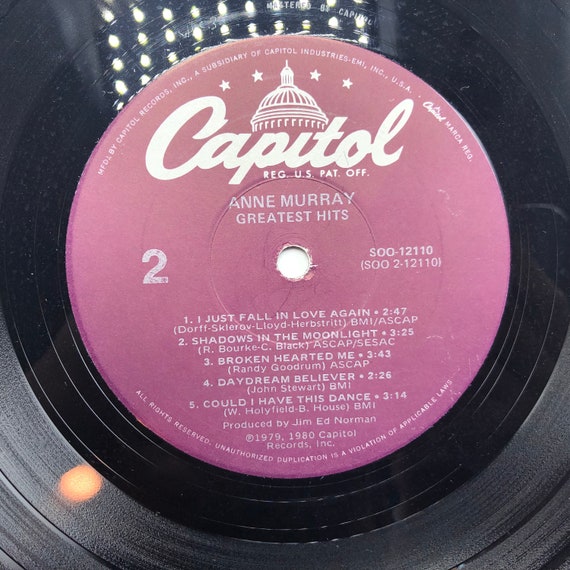 MASTERED BY CAPITOL
MFD. BY CAPITOL RECORDS, INC., A SUBSIDIARY OF CAPITOL INDUSTRIES-EMI, INC., U.S.A.
Capitol MARCA REG.
Capitol
REG. U.S. PAT. OFF.
ANNE MURRAY
GREATEST HITS
2
SOO-12110
(SOO 2-12110)
1. I JUST FALL IN LOVE AGAIN • 2:47
(Dorff-Sklerov-Lloyd-Herbstritt) BMI/ASCAP
2. SHADOWS IN THE MOONLIGHT • 3:25
(R. Bourke-C. Black) ASCAP/SESAC
3. BROKEN HEARTED ME • 3:43
(Randy Goodrum) ASCAP
4. DAYDREAM BELIEVER • 2:26
(John Stewart) BMI
5. COULD I HAVE THIS DANCE • 3:14
(W. Holyfield-B. House) BMI
Produced by Jim Ed Norman
℗1979, 1980 Capitol
Records, Inc.
ALL RIGHTS RESERVED. UNAUTHORIZED DUPLICATION IS A VIOLATION OF APPLICABLE LAWS